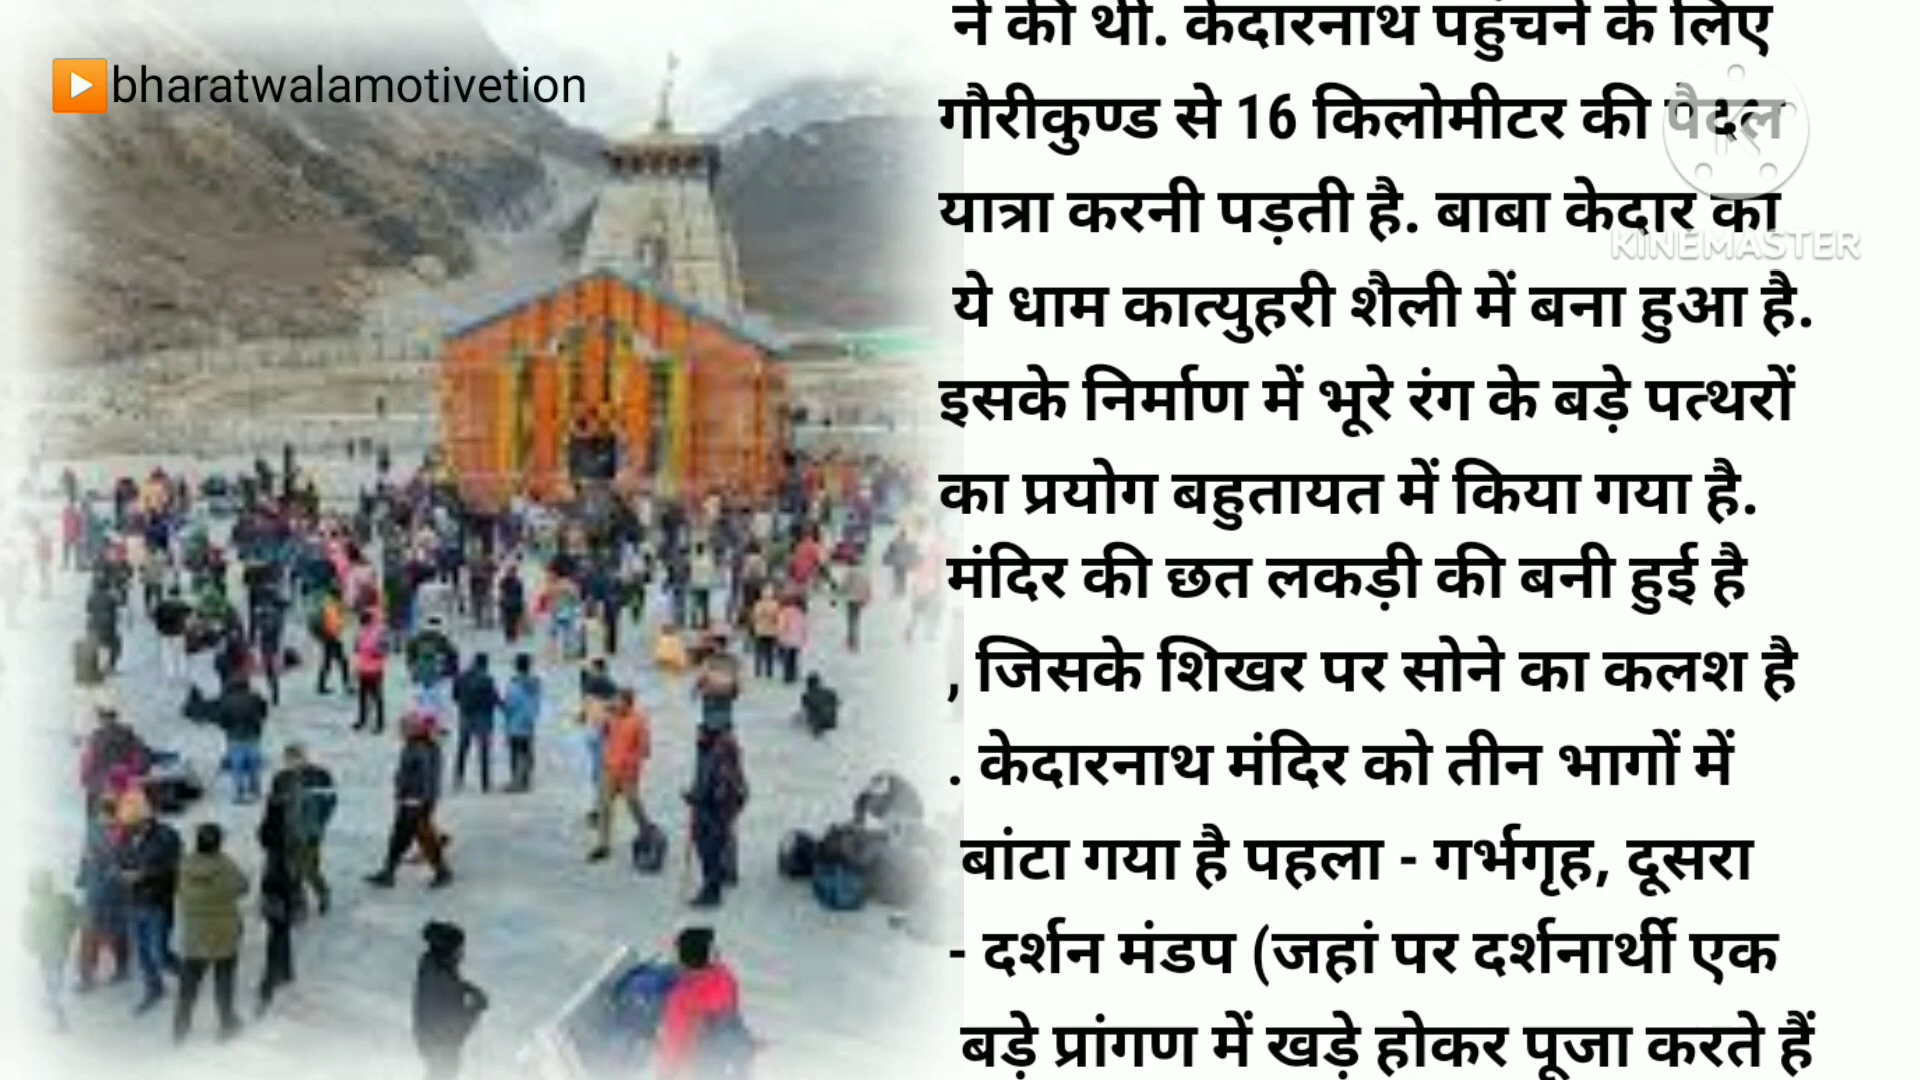 bharatwalamotivetion
ने की थी. केदारनाथ पहुंचने के लिए
गौरीकुण्ड से 16 किलोमीटर की पैदल
यात्रा करनी पड़ती है. बाबा केदार का
ये धाम कात्युहरी शैली में बना हुआ है.
इसके निर्माण में भूरे रंग के बड़े पत्थरों
का प्रयोग बहुतायत में किया गया है.
मंदिर की छत लकड़ी की बनी हुई है
, जिसके शिखर पर सोने का कलश है
. केदारनाथ मंदिर को तीन भागों में
बांटा गया है पहला - गर्भगृह, दूसरा
- दर्शन मंडप (जहां पर दर्शनार्थी एक
बड़े प्रांगण में खड़े होकर पूजा करते हैं
KINEMASTER